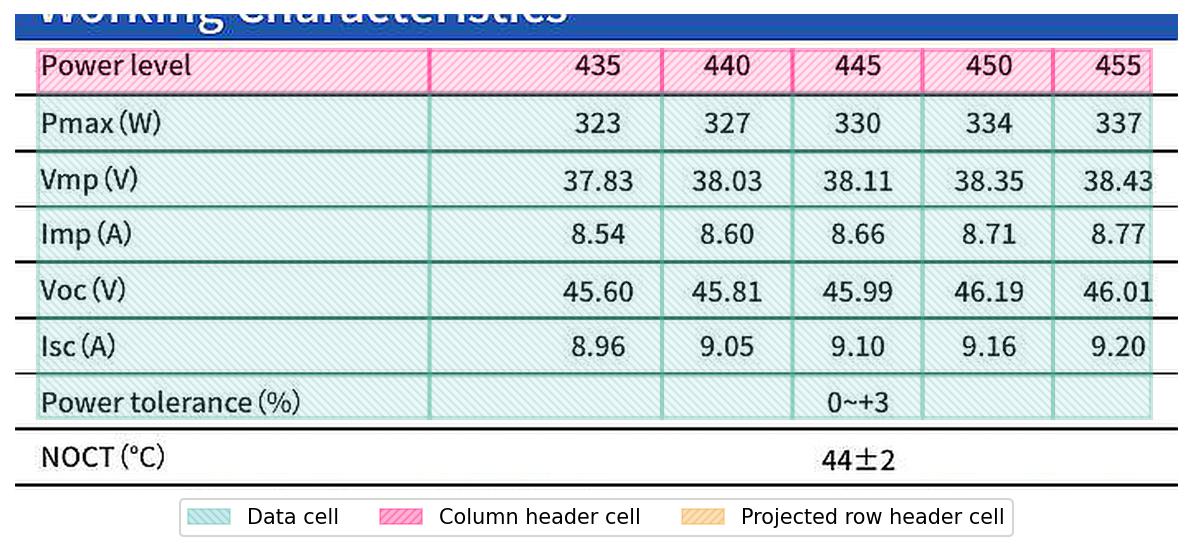 Working Characteristics
Power level 435 440 445 450 455
Pmax (W) 323 327 330 334 337
Vmp (V) 37.83 38.03 38.11 38.35 38.43
Imp (A) 8.54 8.60 8.66 8.71 8.77
Voc (V) 45.60 45.81 45.99 46.19 46.01
Isc (A) 8.96 9.05 9.10 9.16 9.20
Power tolerance (%) 0~+3
NOCT (°C) 44±2
Data cell Column header cell Projected row header cell